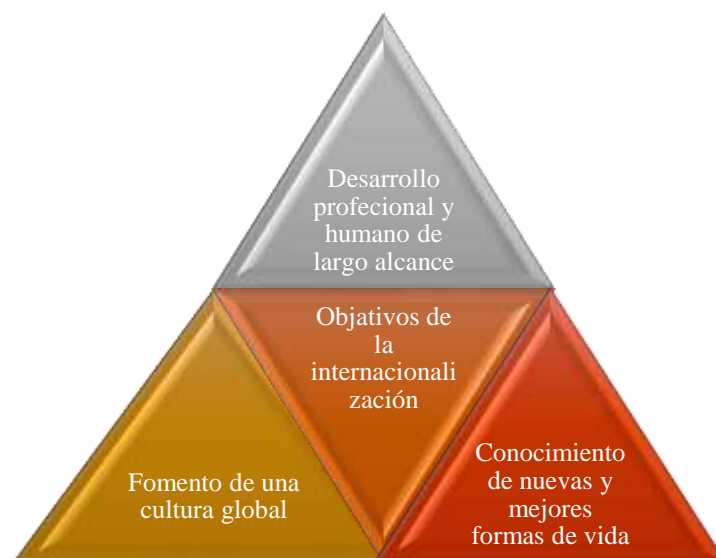 Desarrollo
profecional y
humano de
largo alcance
Objativos de
la
internacionali
zación
Fomento de una
cultura global
Conocimiento
de nuevas y
mejores
formas de vida